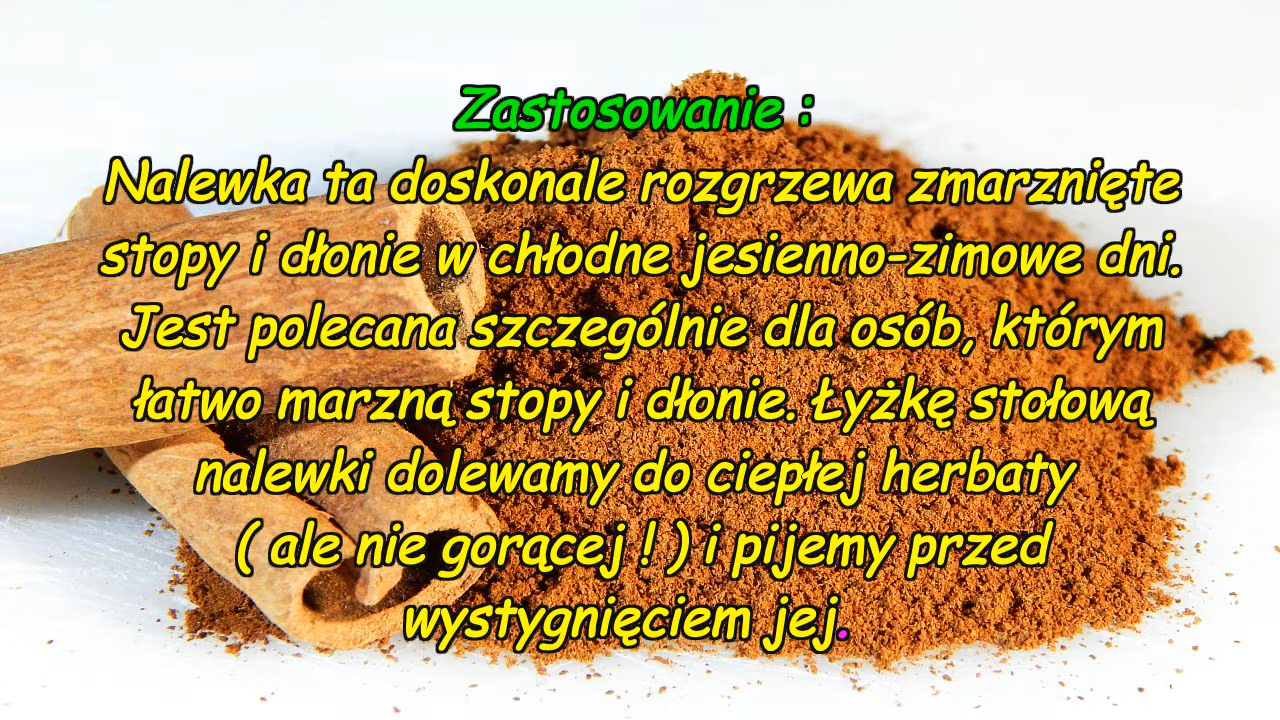 Zastosowanie :
Nalewka ta doskonale rozgrzewa zmarznięte
stopy i dłonie w chłodne jesienno-zimowe dni.
Jest polecana szczególnie dla osób, którym
łatwo marzną stopy i dłonie. Łyżkę stołową
nalewki dolewamy do ciepłej herbaty
( ale nie gorącej ! ) i pijemy przed
wystygnięciem jej.